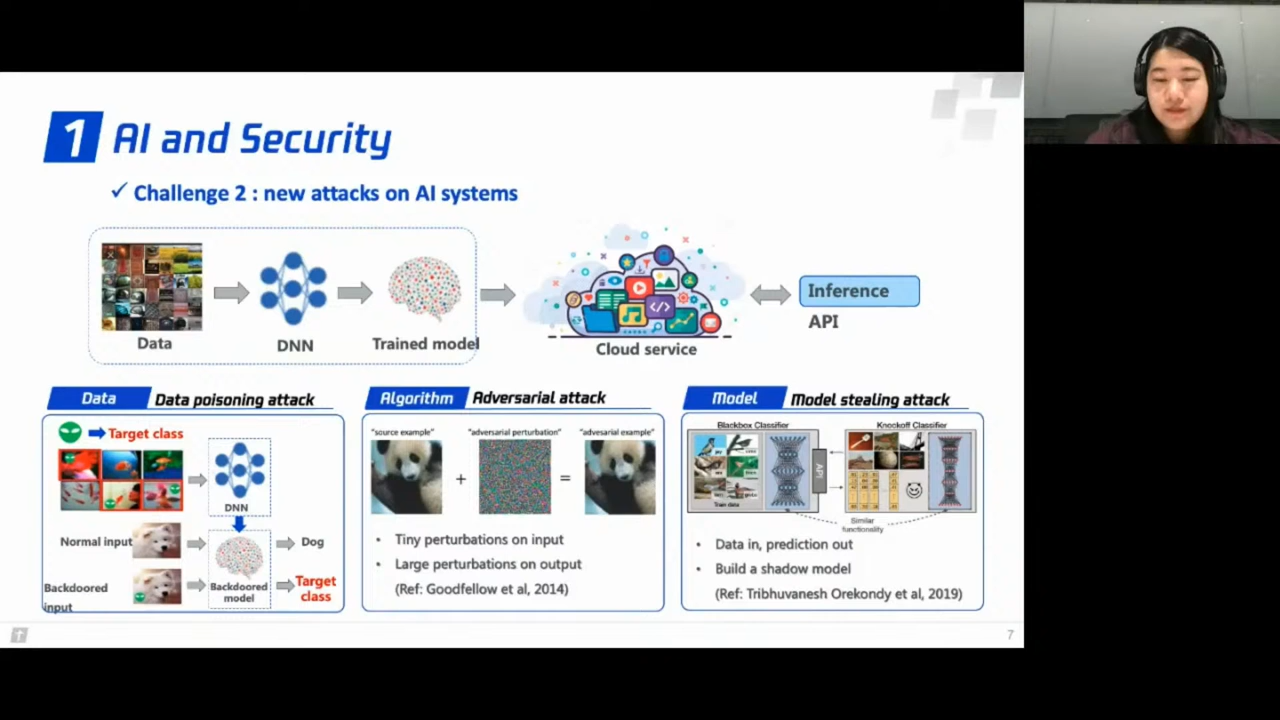 1 AI and Security
✓ Challenge 2 : new attacks on AI systems
Data
DNN
Trained model
Cloud service
Inference
API
Data
Data poisoning attack
Target class
DNN
Normal input
Dog
Backdoored
input
Backdoored
model
Target
class
Algorithm
Adversarial attack
"source example"
"adversarial perturbation"
"advesarial example"
+
=
• Tiny perturbations on input
• Large perturbations on output
(Ref: Goodfellow et al, 2014)
Model
Model stealing attack
Blackbox Classifier
Knockoff Classifier
API
Train data
Similar
functionality
• Data in, prediction out
• Build a shadow model
(Ref: Tribhuvanesh Orekondy et al, 2019)
7